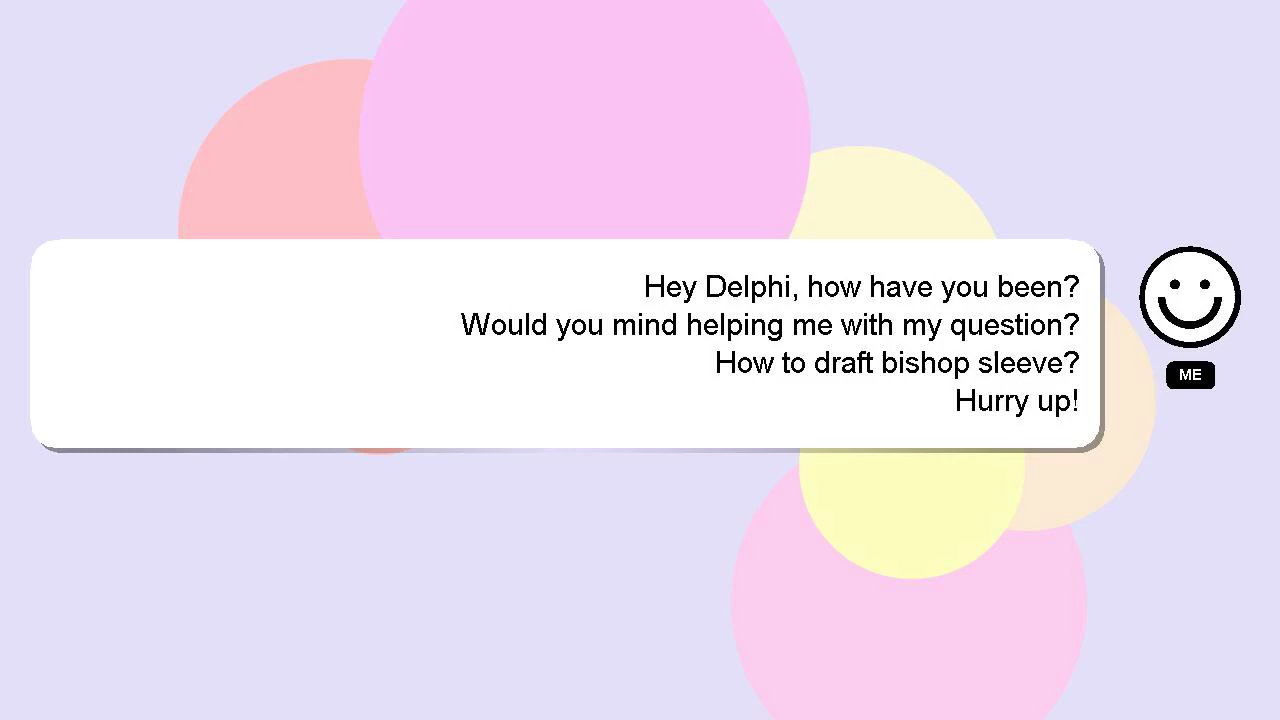 Hey Delphi, how have you been?
Would you mind helping me with my question?
How to draft bishop sleeve?
Hurry up!
ME